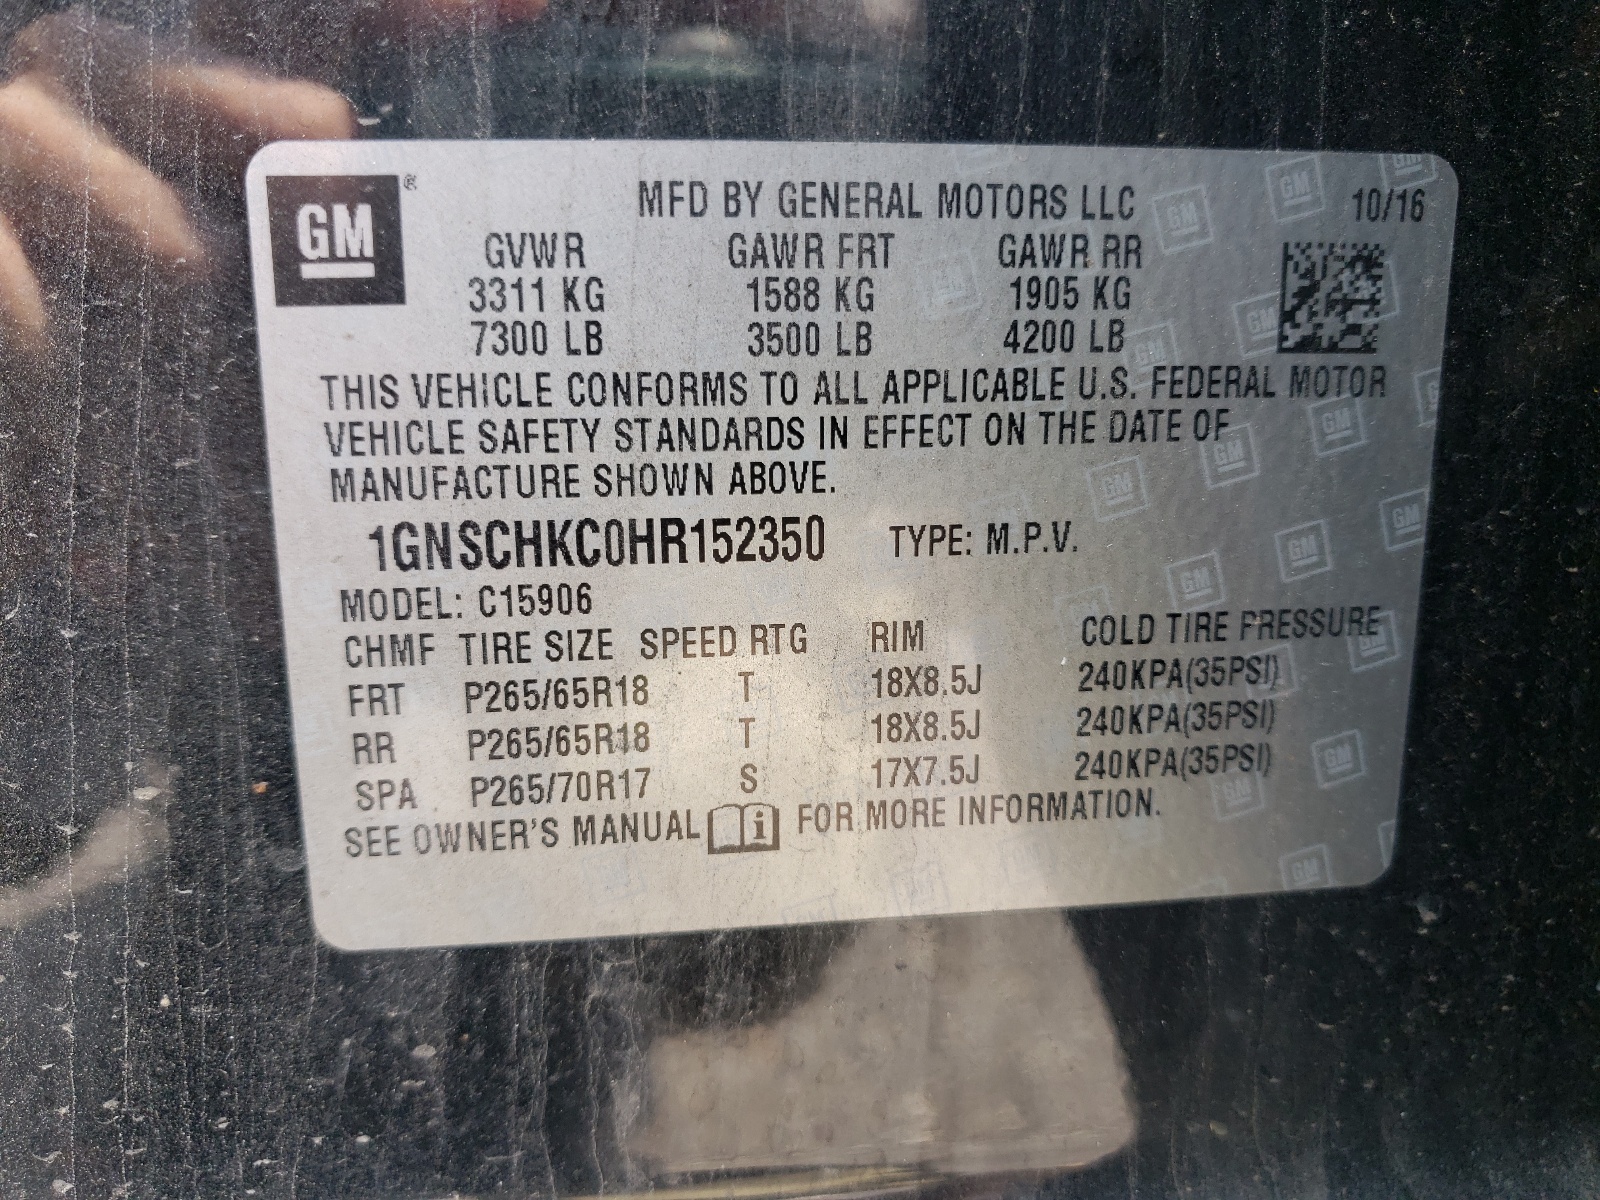 GM ®
MFD BY GENERAL MOTORS LLC 10/16
GVWR GAWR FRT GAWR RR
3311 KG 1588 KG 1905 KG
7300 LB 3500 LB 4200 LB
THIS VEHICLE CONFORMS TO ALL APPLICABLE U.S. FEDERAL MOTOR
VEHICLE SAFETY STANDARDS IN EFFECT ON THE DATE OF
MANUFACTURE SHOWN ABOVE.
1GNSCHKC0HR152350 TYPE: M.P.V.
MODEL: C15906
CHMF TIRE SIZE SPEED RTG RIM COLD TIRE PRESSURE
FRT P265/65R18 T 18X8.5J 240KPA(35PSI)
RR P265/65R18 T 18X8.5J 240KPA(35PSI)
SPA P265/70R17 S 17X7.5J 240KPA(35PSI)
SEE OWNER'S MANUAL i FOR MORE INFORMATION.